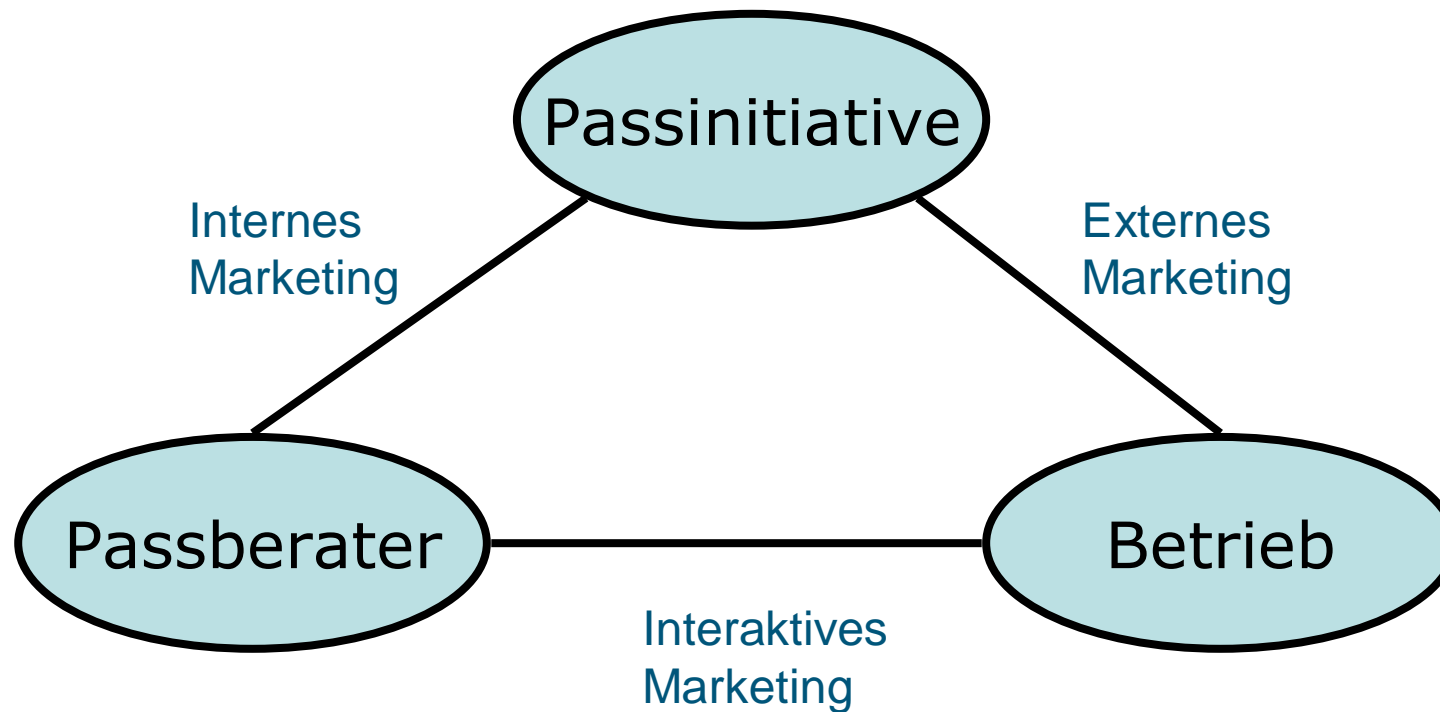 Passinitiative
Internes
Marketing
Externes
Marketing
Passberater
Betrieb
Interaktives
Marketing